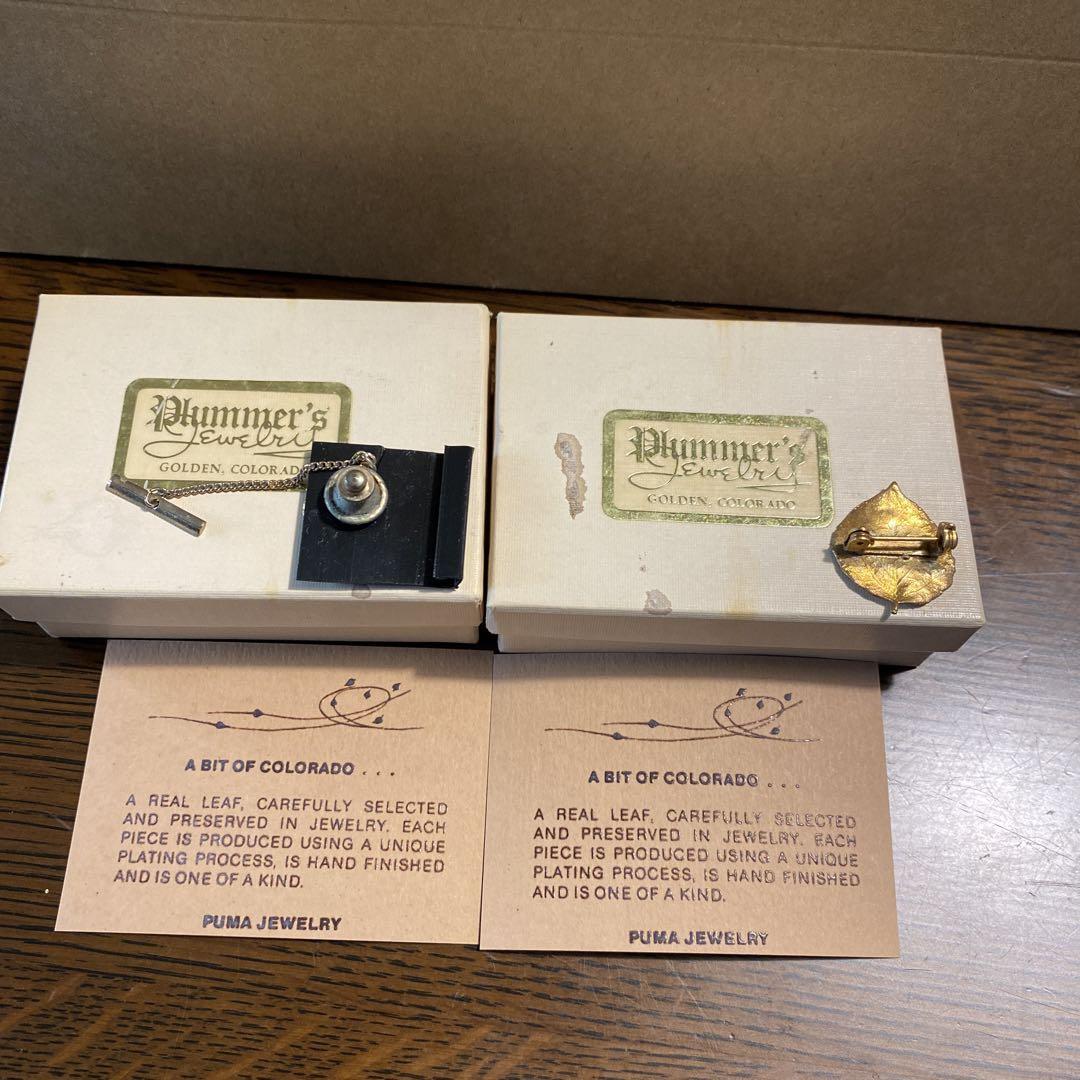 Plummer's
Jewelry
GOLDEN, COLORADO
Plummer's
Jewelry
GOLDEN, COLORADO
A BIT OF COLORADO . . .
A REAL LEAF, CAREFULLY SELECTED
AND PRESERVED IN JEWELRY. EACH
PIECE IS PRODUCED USING A UNIQUE
PLATING PROCESS, IS HAND FINISHED
AND IS ONE OF A KIND.
PUMA JEWELRY
A BIT OF COLORADO . . .
A REAL LEAF, CAREFULLY SELECTED
AND PRESERVED IN JEWELRY. EACH
PIECE IS PRODUCED USING A UNIQUE
PLATING PROCESS, IS HAND FINISHED
AND IS ONE OF A KIND.
PUMA JEWELRY